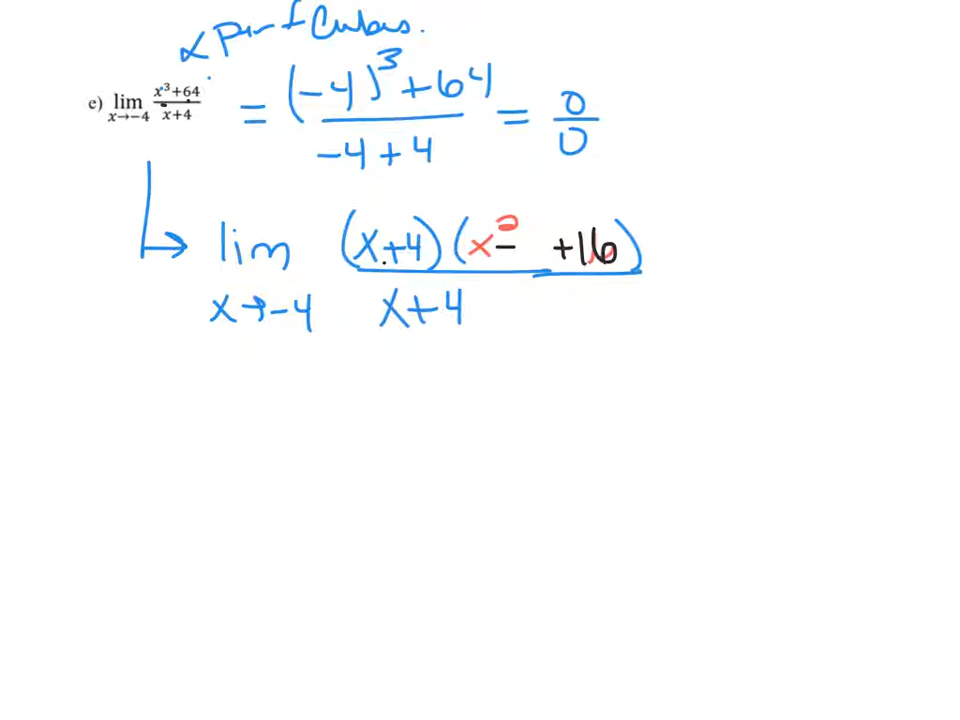 Cubes.
e) lim x→-4 x³+64 / x+4 = (-4)³+64 / -4+4 = 0/0
lim x→-4 (x+4)(x² - +16) / x+4